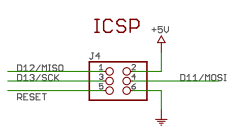 ICSP
+5V
J4
D12/MISO 1 2
D13/SCK 3 4 D11/MOSI
RESET 5 6